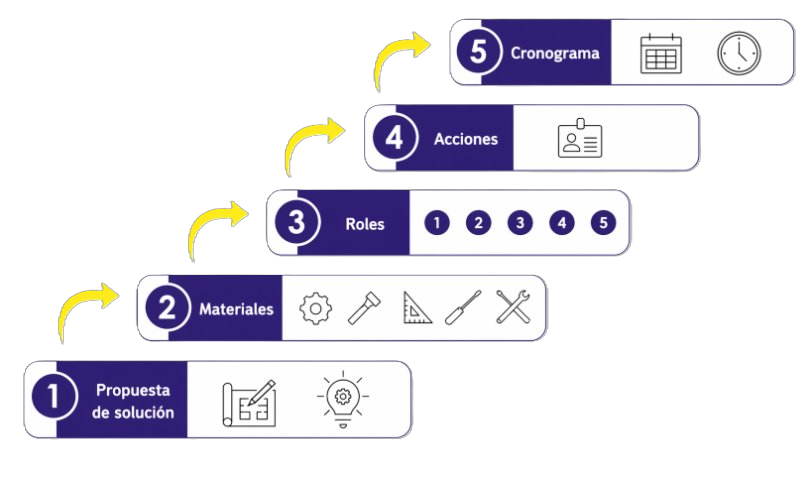 5
Cronograma
4
Acciones
3
Roles
1 2 3 4 5
2
Materiales
1
Propuesta
de solución